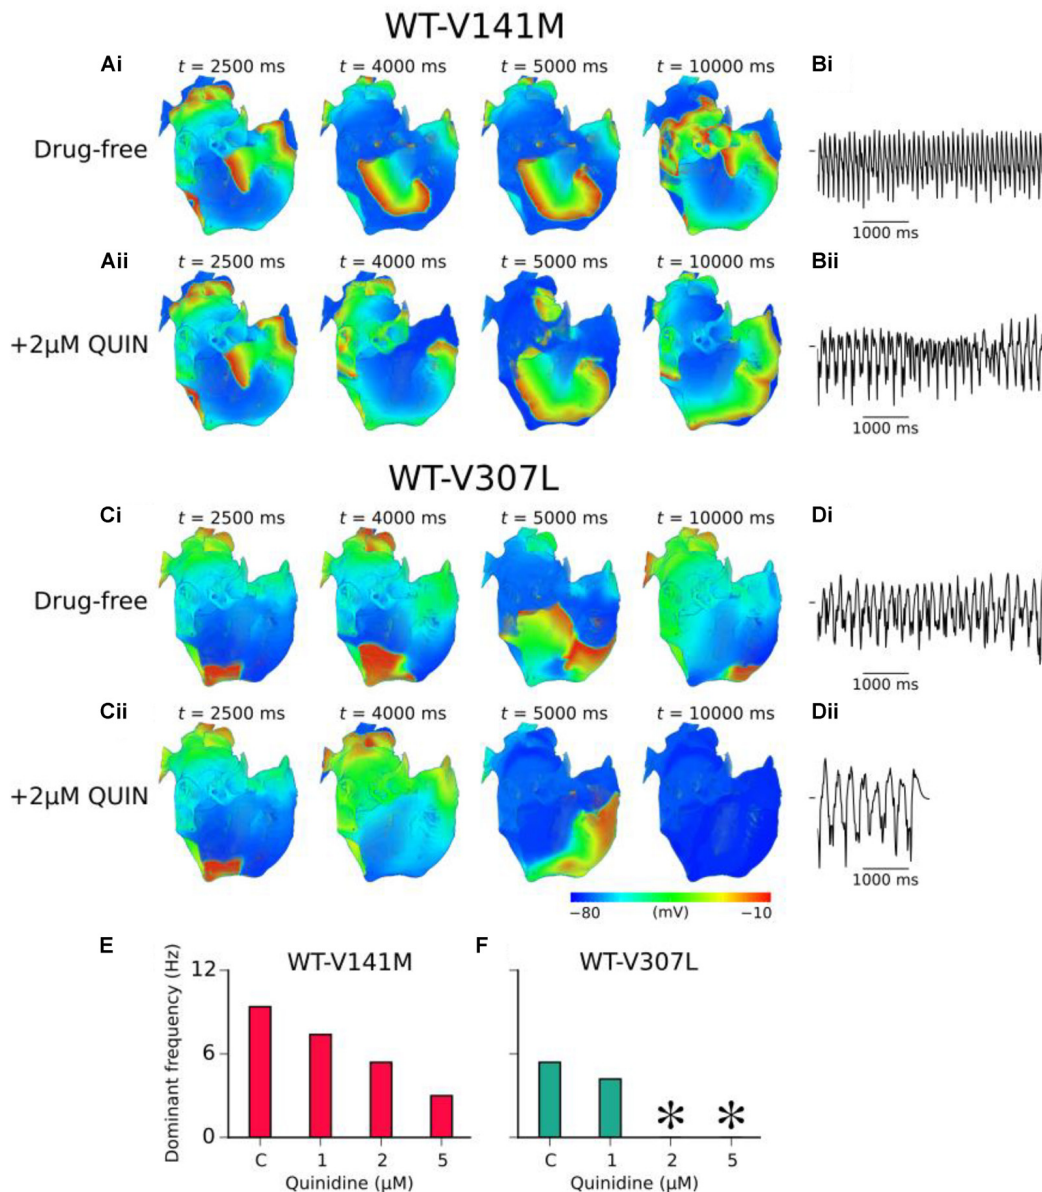 WT-V141M
Ai
t = 2500 ms t = 4000 ms t = 5000 ms t = 10000 ms
Bi
Drug-free
1000 ms
Aii
t = 2500 ms t = 4000 ms t = 5000 ms t = 10000 ms
Bii
+2μM QUIN
1000 ms
WT-V307L
Ci
t = 2500 ms t = 4000 ms t = 5000 ms t = 10000 ms
Di
Drug-free
1000 ms
Cii
t = 2500 ms t = 4000 ms t = 5000 ms t = 10000 ms
Dii
+2μM QUIN
1000 ms
−80 (mV) −10
E
WT-V141M
Dominant frequency (Hz)
12
6
0
C 1 2 5
Quinidine (μM)
F
WT-V307L
* *
C 1 2 5
Quinidine (μM)